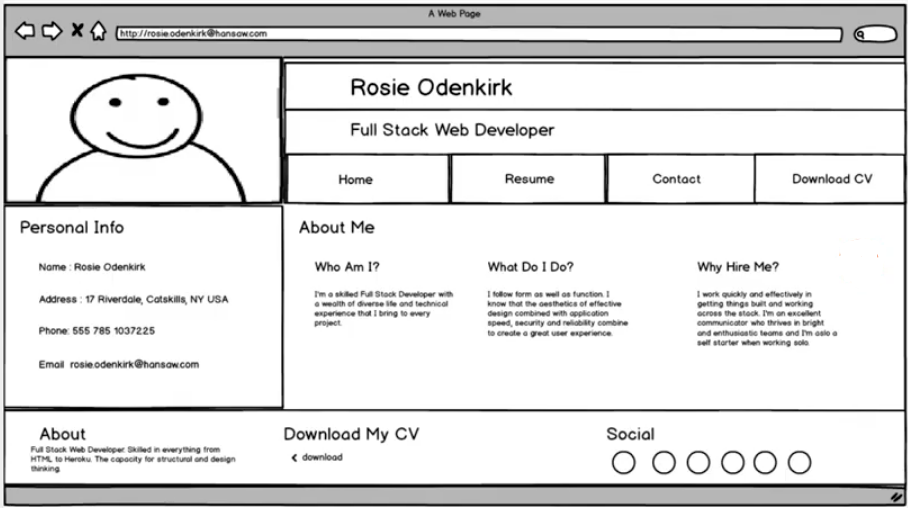 A Web Page
http://rosie.odenkirk@hansaw.com
Rosie Odenkirk
Full Stack Web Developer
Home
Resume
Contact
Download CV
Personal Info
Name : Rosie Odenkirk
Address : 17 Riverdale, Catskills, NY USA
Phone: 555 785 1037225
Email rosie.odenkirk@hansaw.com
About Me
Who Am I?
I'm a skilled Full Stack Developer with
a wealth of diverse life and technical
experience that I bring to every
project.
What Do I Do?
I follow form as well as function. I
know that the aesthetics of effective
design combined with application
speed, security and reliability combine
to create a great user experience.
Why Hire Me?
I work quickly and effectively in
getting things built and working
across the stack. I'm an excellent
communicator who thrives in bright
and enthusiastic teams and I'm aslo a
self starter when working solo.
About
Full Stack Web Developer. Skilled in everything from
HTML to Heroku. The capacity for structural and design
thinking.
Download My CV
< download
Social